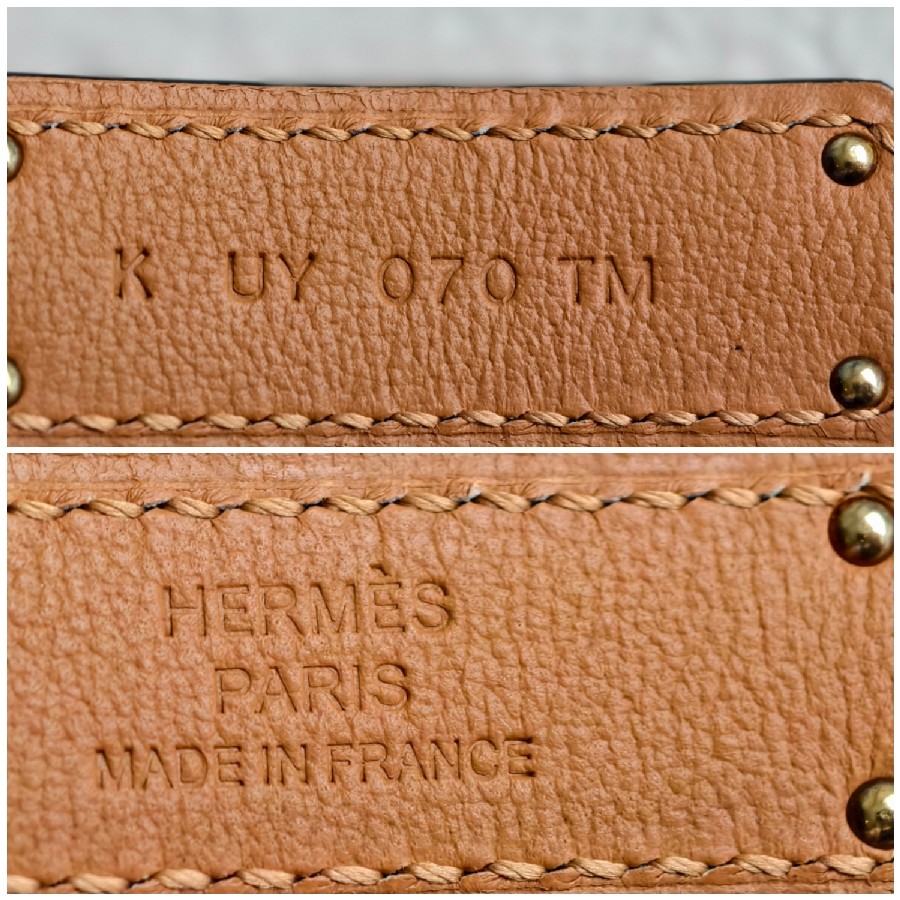 K UY 070 TM
HERMÈS
PARIS
MADE IN FRANCE